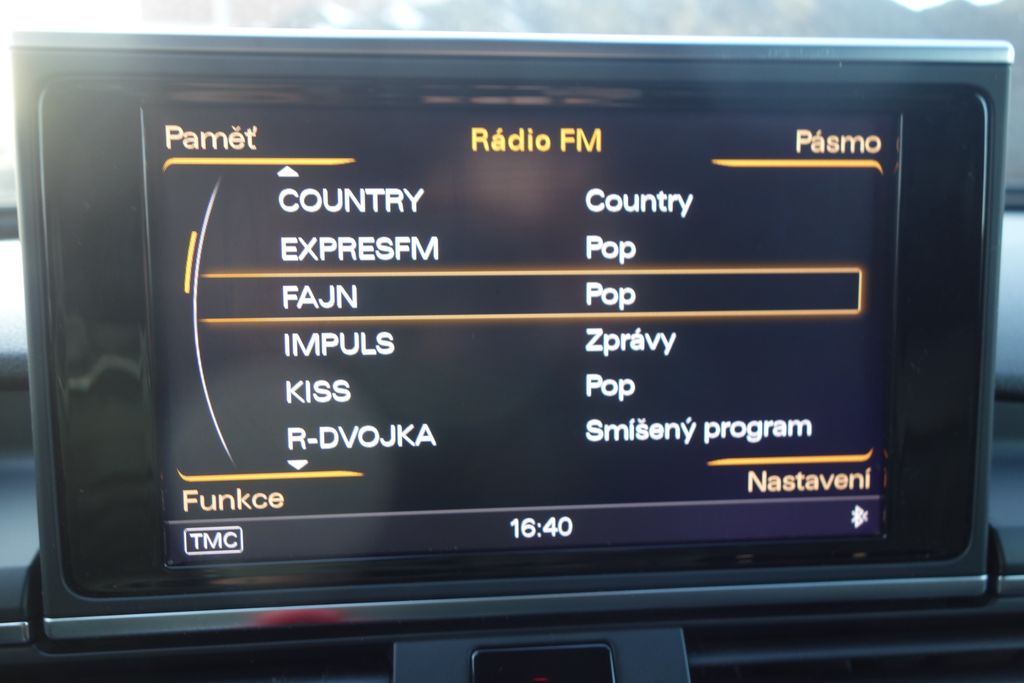 Paměť Rádio FM Pásmo
COUNTRY Country
EXPRESFM Pop
FAJN Pop
IMPULS Zprávy
KISS Pop
R-DVOJKA Smíšený program
Funkce Nastavení
TMC 16:40